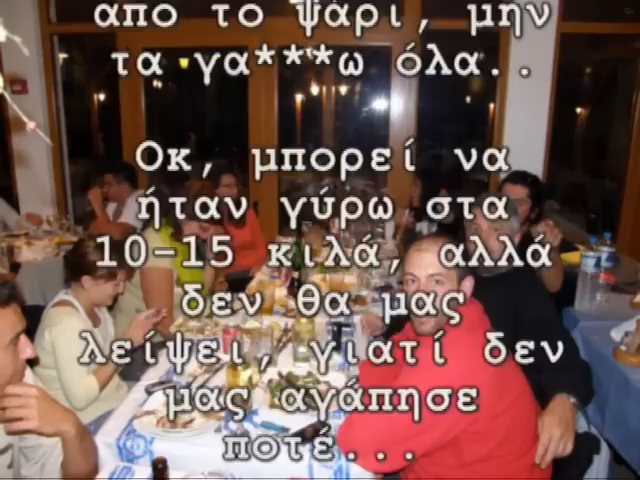 απο το ψάρι, μην
τα γα***ω όλα..
Οκ, μπορεί να
ήταν γύρω στα
10-15 κιλά, αλλά
δεν θα μας
λείψει, γιατί δεν
μας αγάπησε
ποτέ...